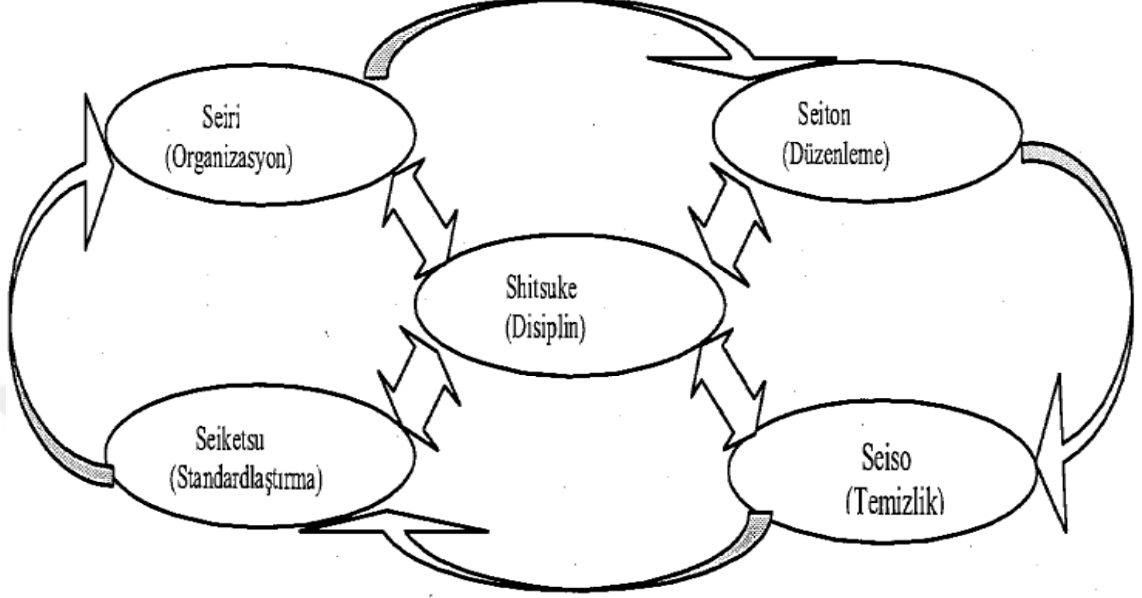 Seiri
(Organizasyon)
Seiton
(Düzenleme)
Shitsuke
(Disiplin)
Seiketsu
(Standardlaştırma)
Seiso
(Temizlik)